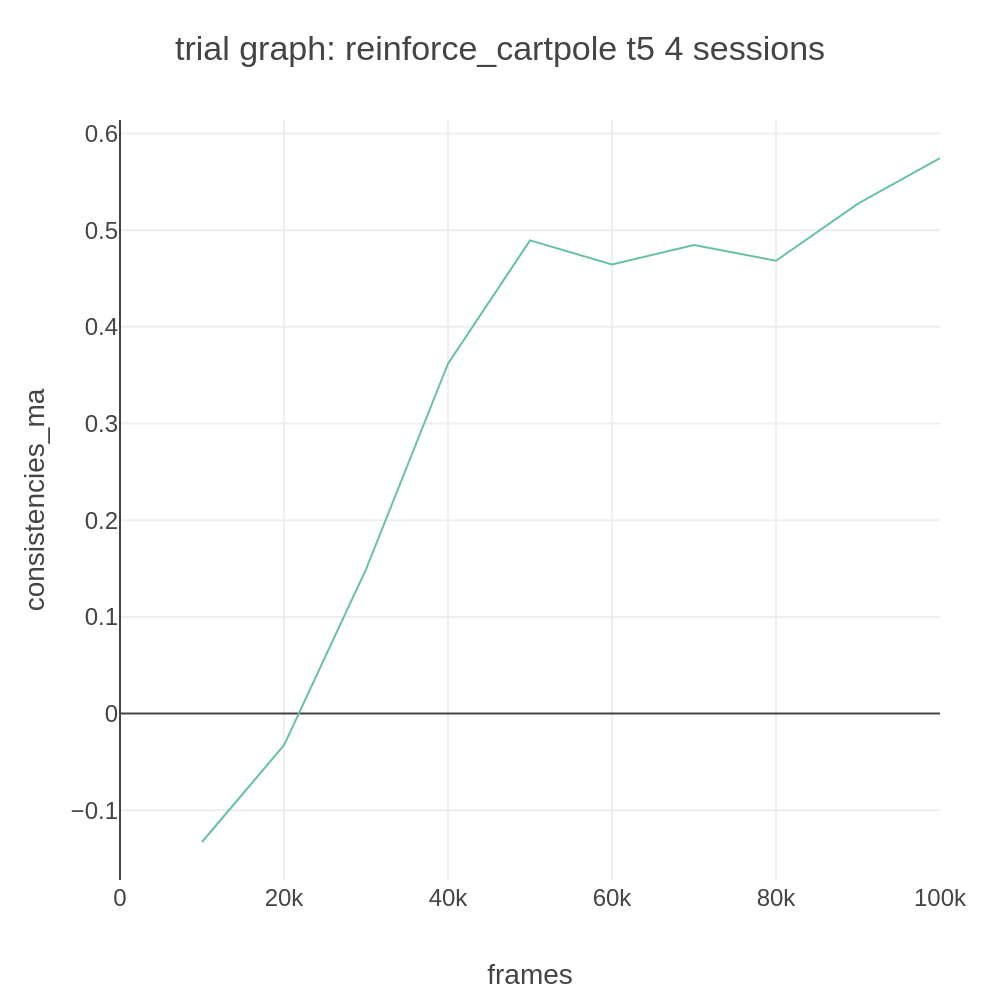 trial graph: reinforce_cartpole t5 4 sessions
0.6
0.5
0.4
0.3
0.2
0.1
0
−0.1
consistencies_ma
0 20k 40k 60k 80k 100k
frames